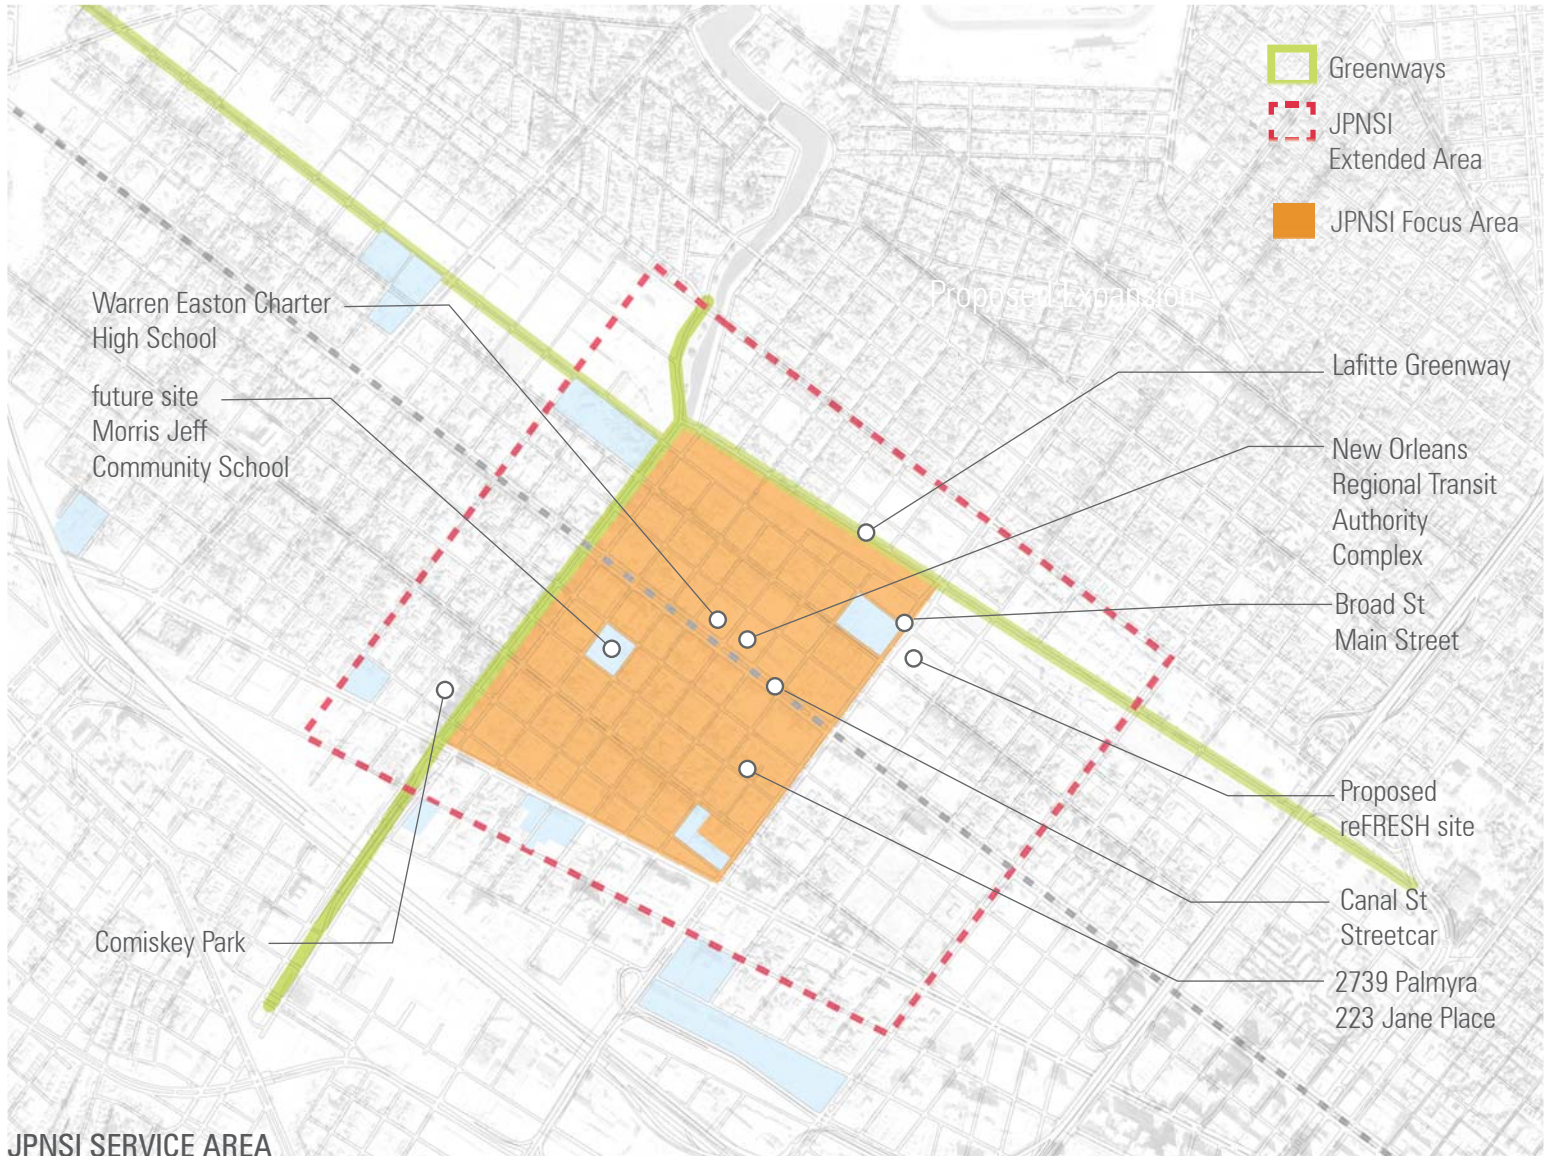 Greenways
JPNSI
Extended Area
JPNSI Focus Area
Proposed Expansion
Warren Easton Charter
High School
future site
Morris Jeff
Community School
Comiskey Park
Lafitte Greenway
New Orleans
Regional Transit
Authority
Complex
Broad St
Main Street
Proposed
reFRESH site
Canal St
Streetcar
2739 Palmyra
223 Jane Place
JPNSI SERVICE AREA